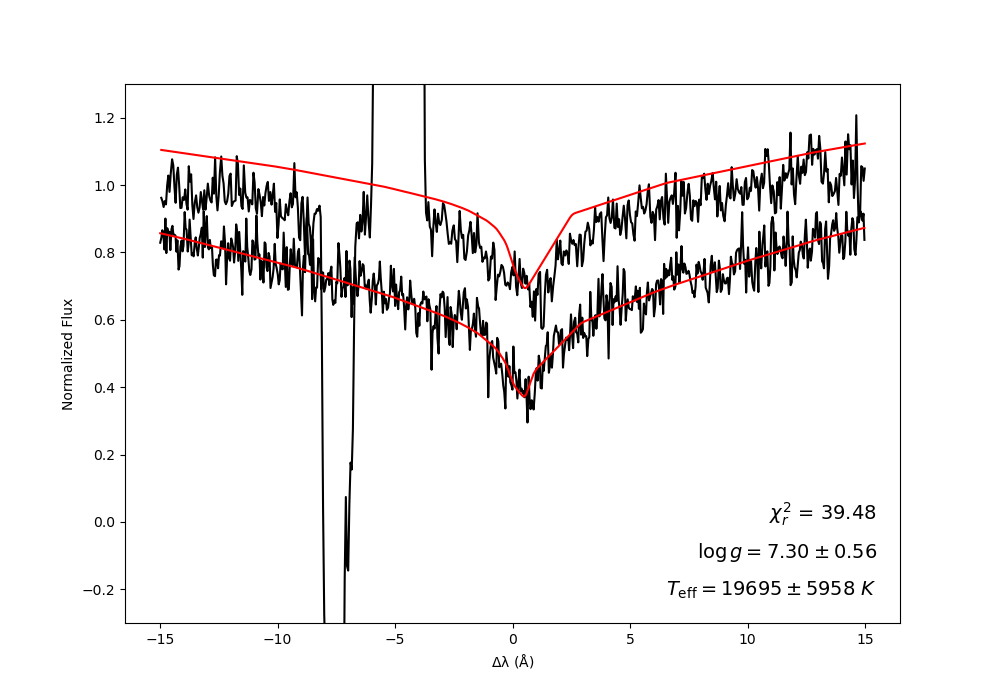 1.2
1.0
0.8
0.6
0.4
0.2
0.0
−0.2
Normalized Flux
χ²ᵣ = 39.48
log g = 7.30 ± 0.56
T_eff = 19695 ± 5958 K
−15 −10 −5 0 5 10 15
Δλ (Å)